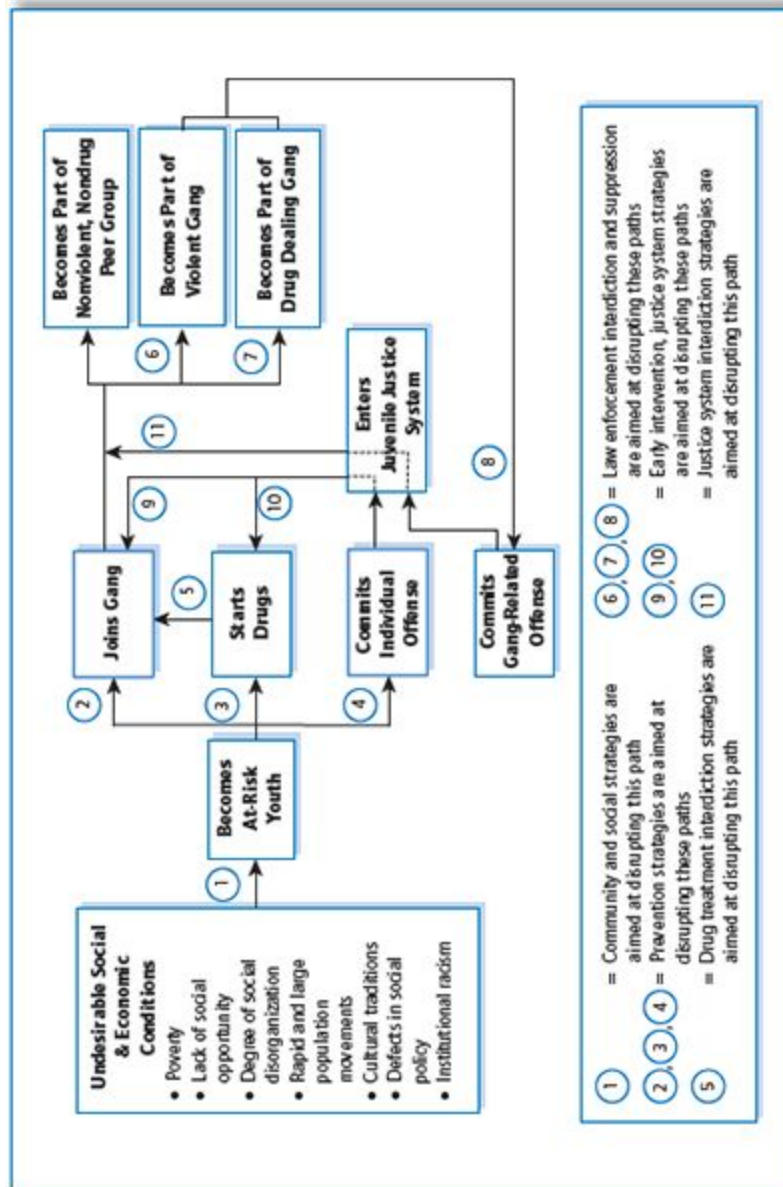 Undesirable Social
& Economic
Conditions
• Poverty
• Lack of social
opportunity
• Degree of social
disorganization
• Rapid and large
population
movements
• Cultural traditions
• Defects in social
policy
• Institutional racism
1
Becomes
At-Risk
Youth
2
3
4
Joins Gang
5
Starts
Drugs
Commits
Individual
Offense
Commits
Gang-Related
Offense
9
10
11
8
Enters
Juvenile Justice
System
6
7
Becomes Part of
Nonviolent, Nondrug
Peer Group
Becomes Part of
Violent Gang
Becomes Part of
Drug Dealing Gang
1 = Community and social strategies are
aimed at disrupting this path
2, 3, 4 = Prevention strategies are aimed at
disrupting these paths
5 = Drug treatment interdiction strategies are
aimed at disrupting this path
6, 7, 8 = Law enforcement interdiction and suppression
are aimed at disrupting these paths
9, 10 = Early intervention, justice system strategies
are aimed at disrupting these paths
11 = Justice system interdiction strategies are
aimed at disrupting this path